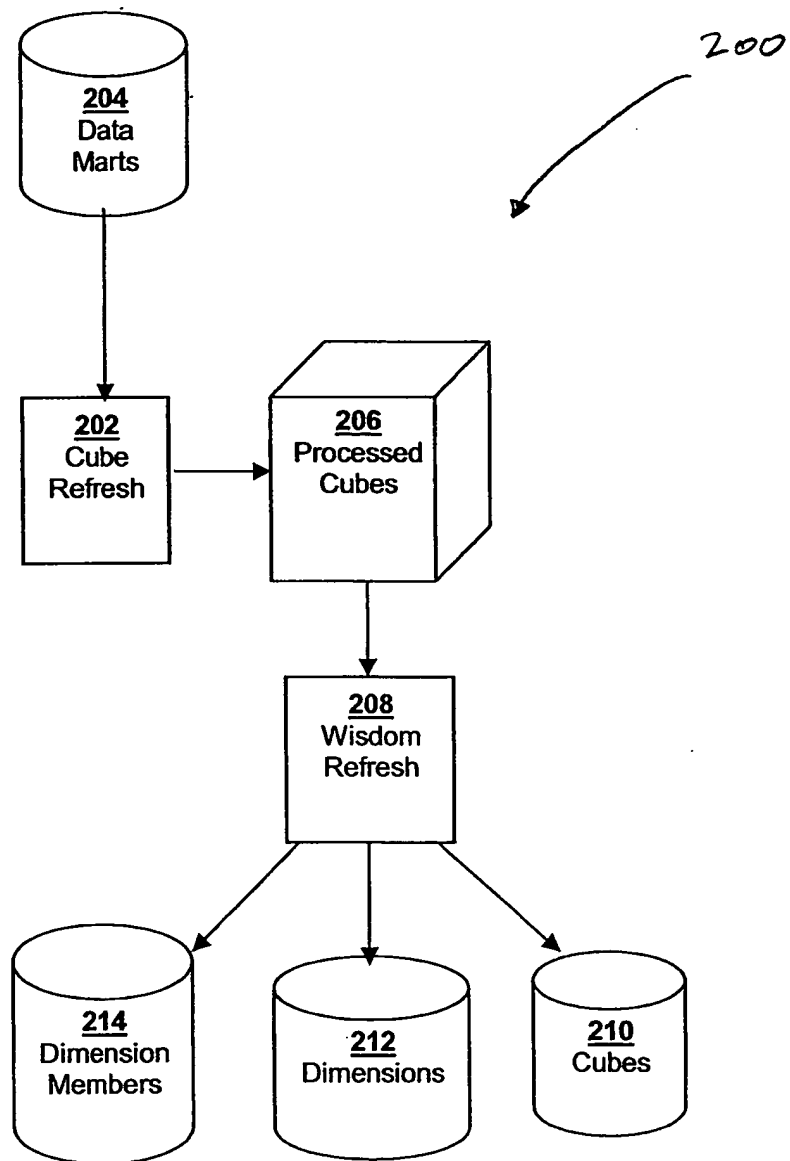 200
204
Data
Marts
202
Cube
Refresh
206
Processed
Cubes
208
Wisdom
Refresh
214
Dimension
Members
212
Dimensions
210
Cubes